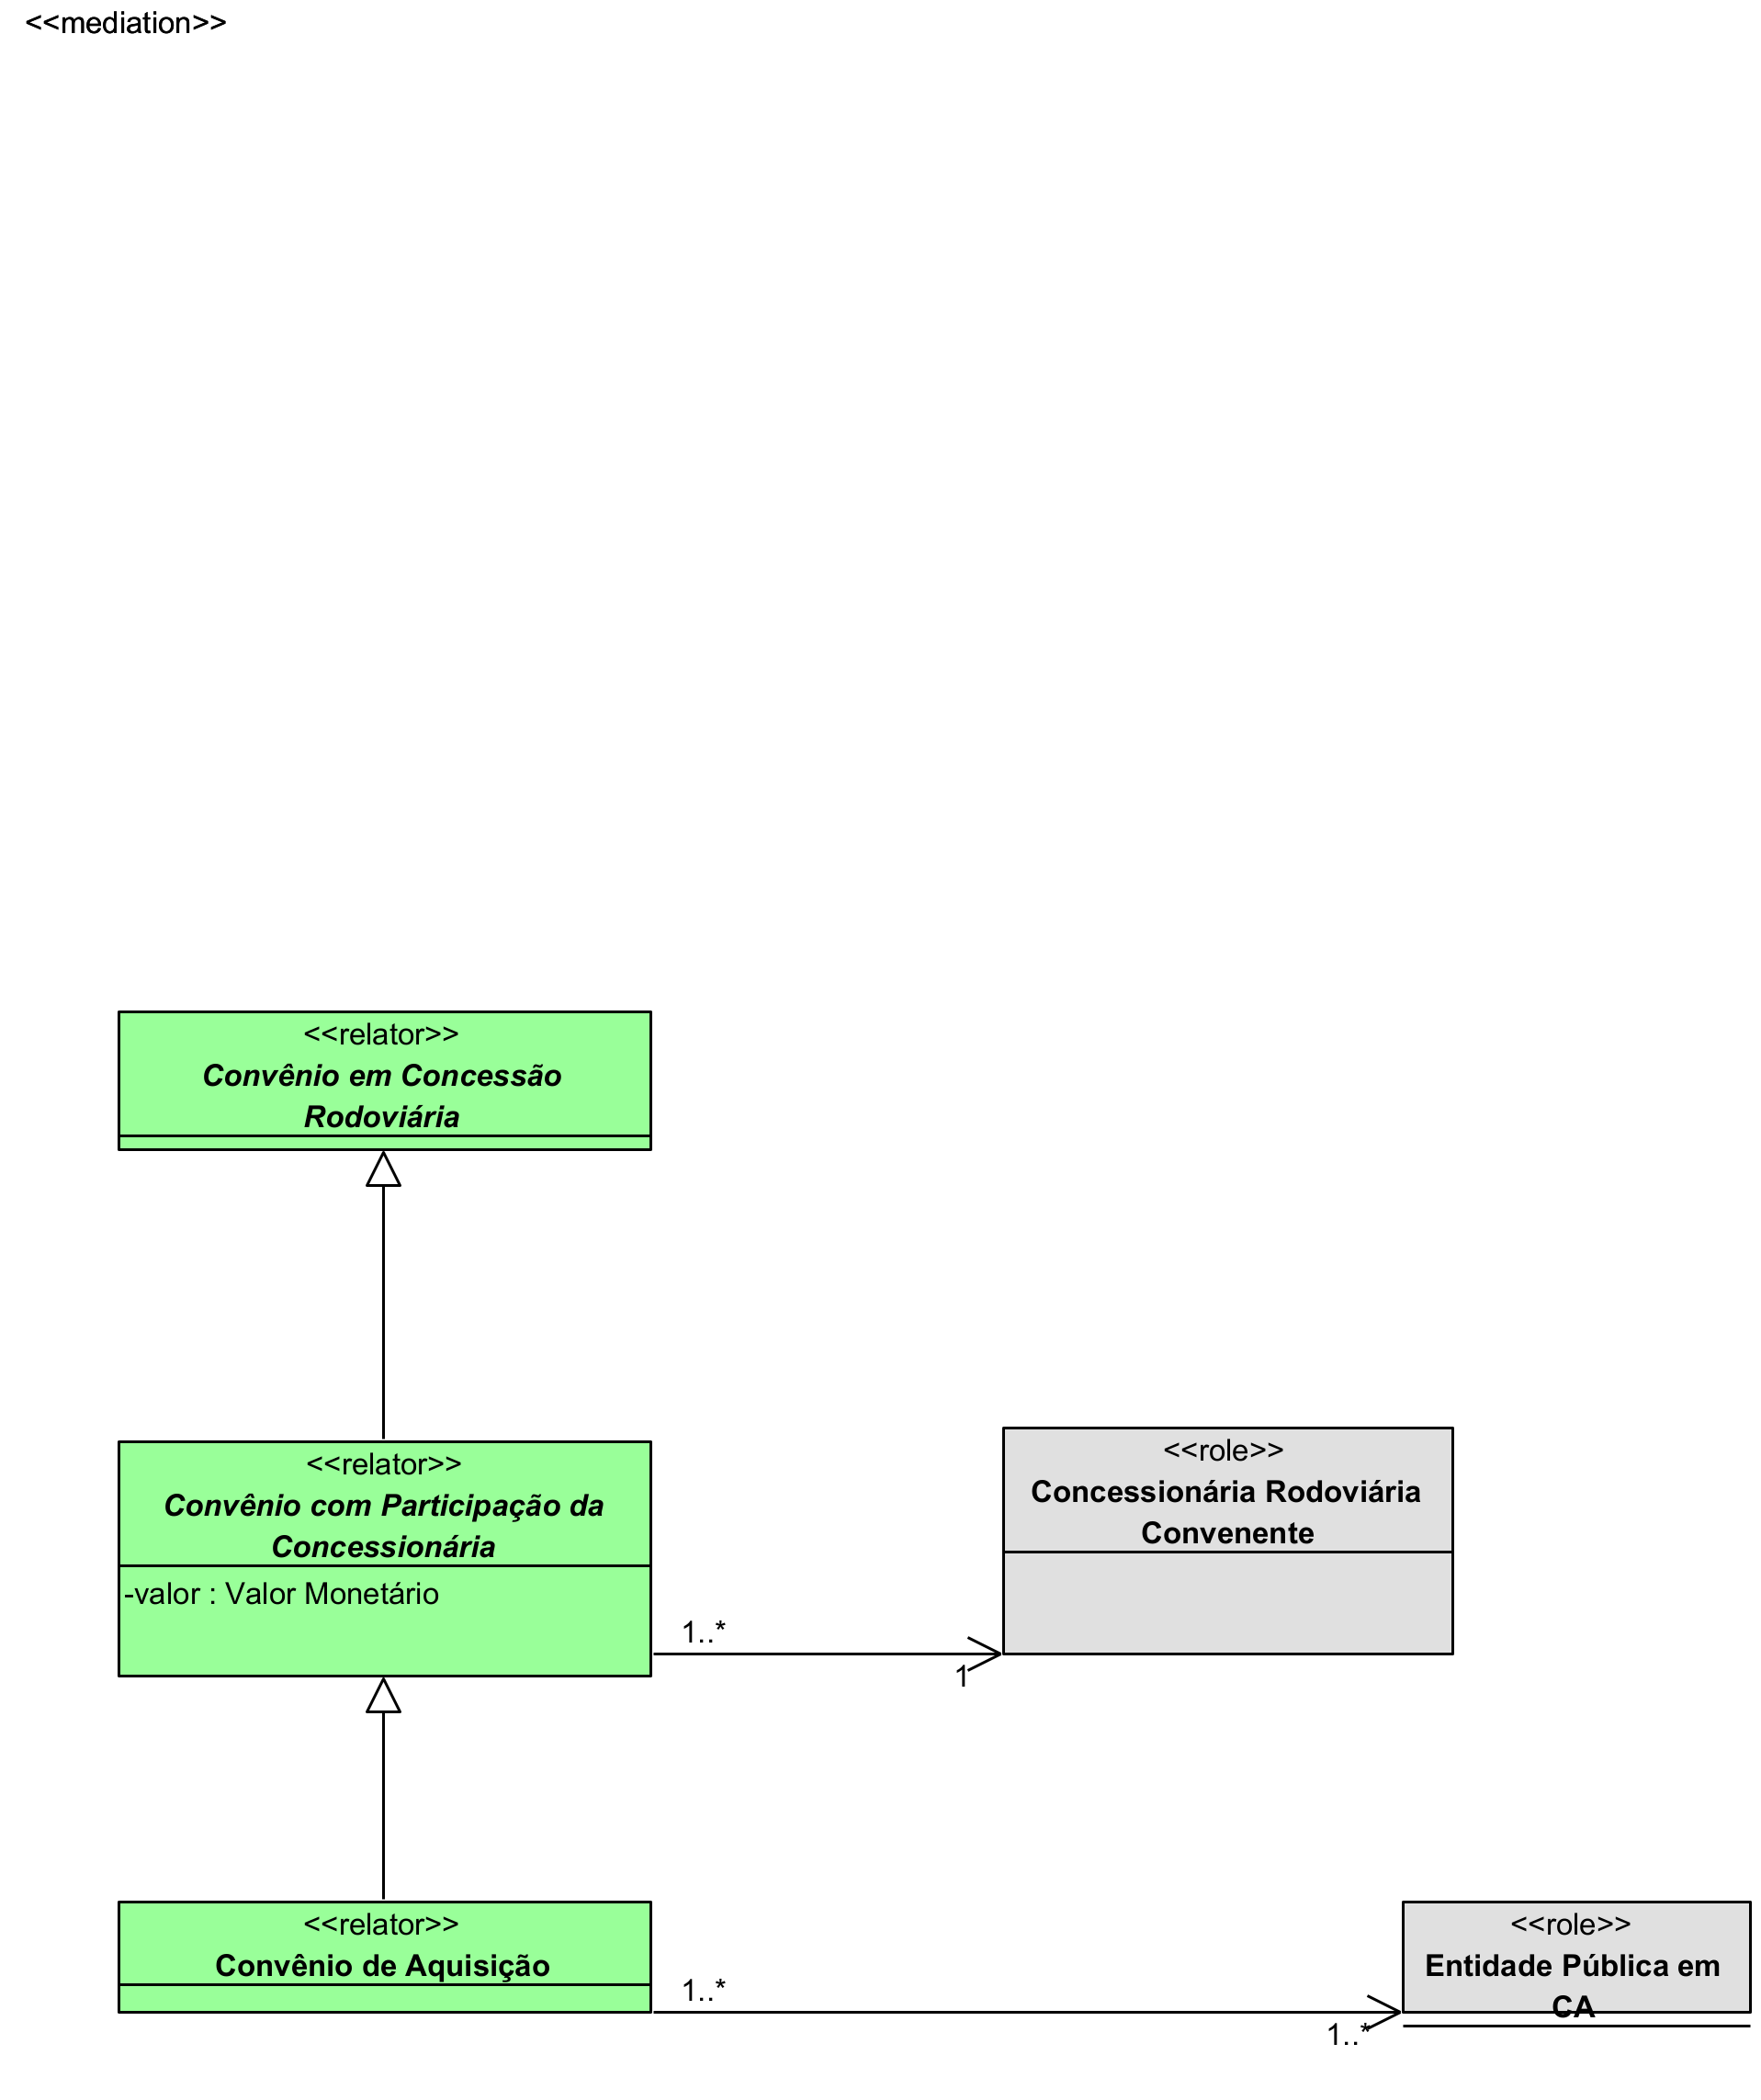 <<mediation>>
<<relator>>
Convênio em Concessão
Rodoviária
<<relator>>
Convênio com Participação da
Concessionária
-valor : Valor Monetário
<<role>>
Concessionária Rodoviária
Convenente
1..*
1
<<relator>>
Convênio de Aquisição
<<role>>
Entidade Pública em
CA
1..*
1..*